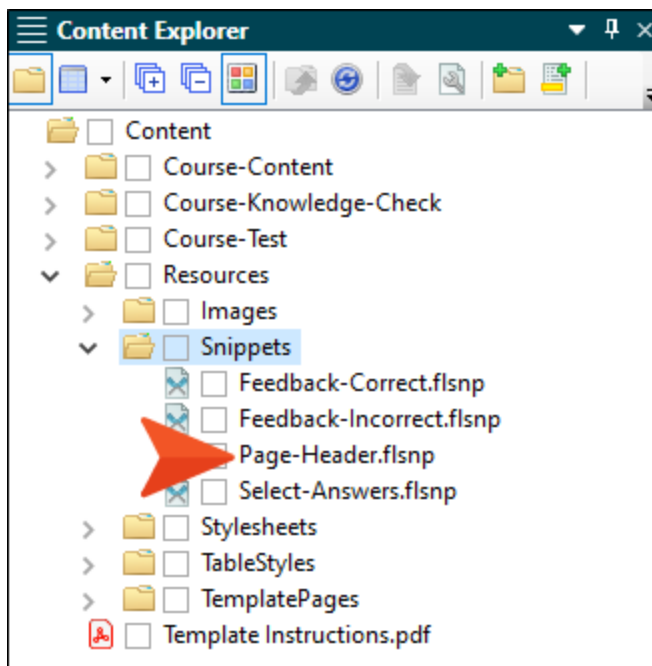 Content Explorer
Content
Course-Content
Course-Knowledge-Check
Course-Test
Resources
Images
Snippets
Feedback-Correct.flsnp
Feedback-Incorrect.flsnp
Page-Header.flsnp
Select-Answers.flsnp
Stylesheets
TableStyles
TemplatePages
Template Instructions.pdf